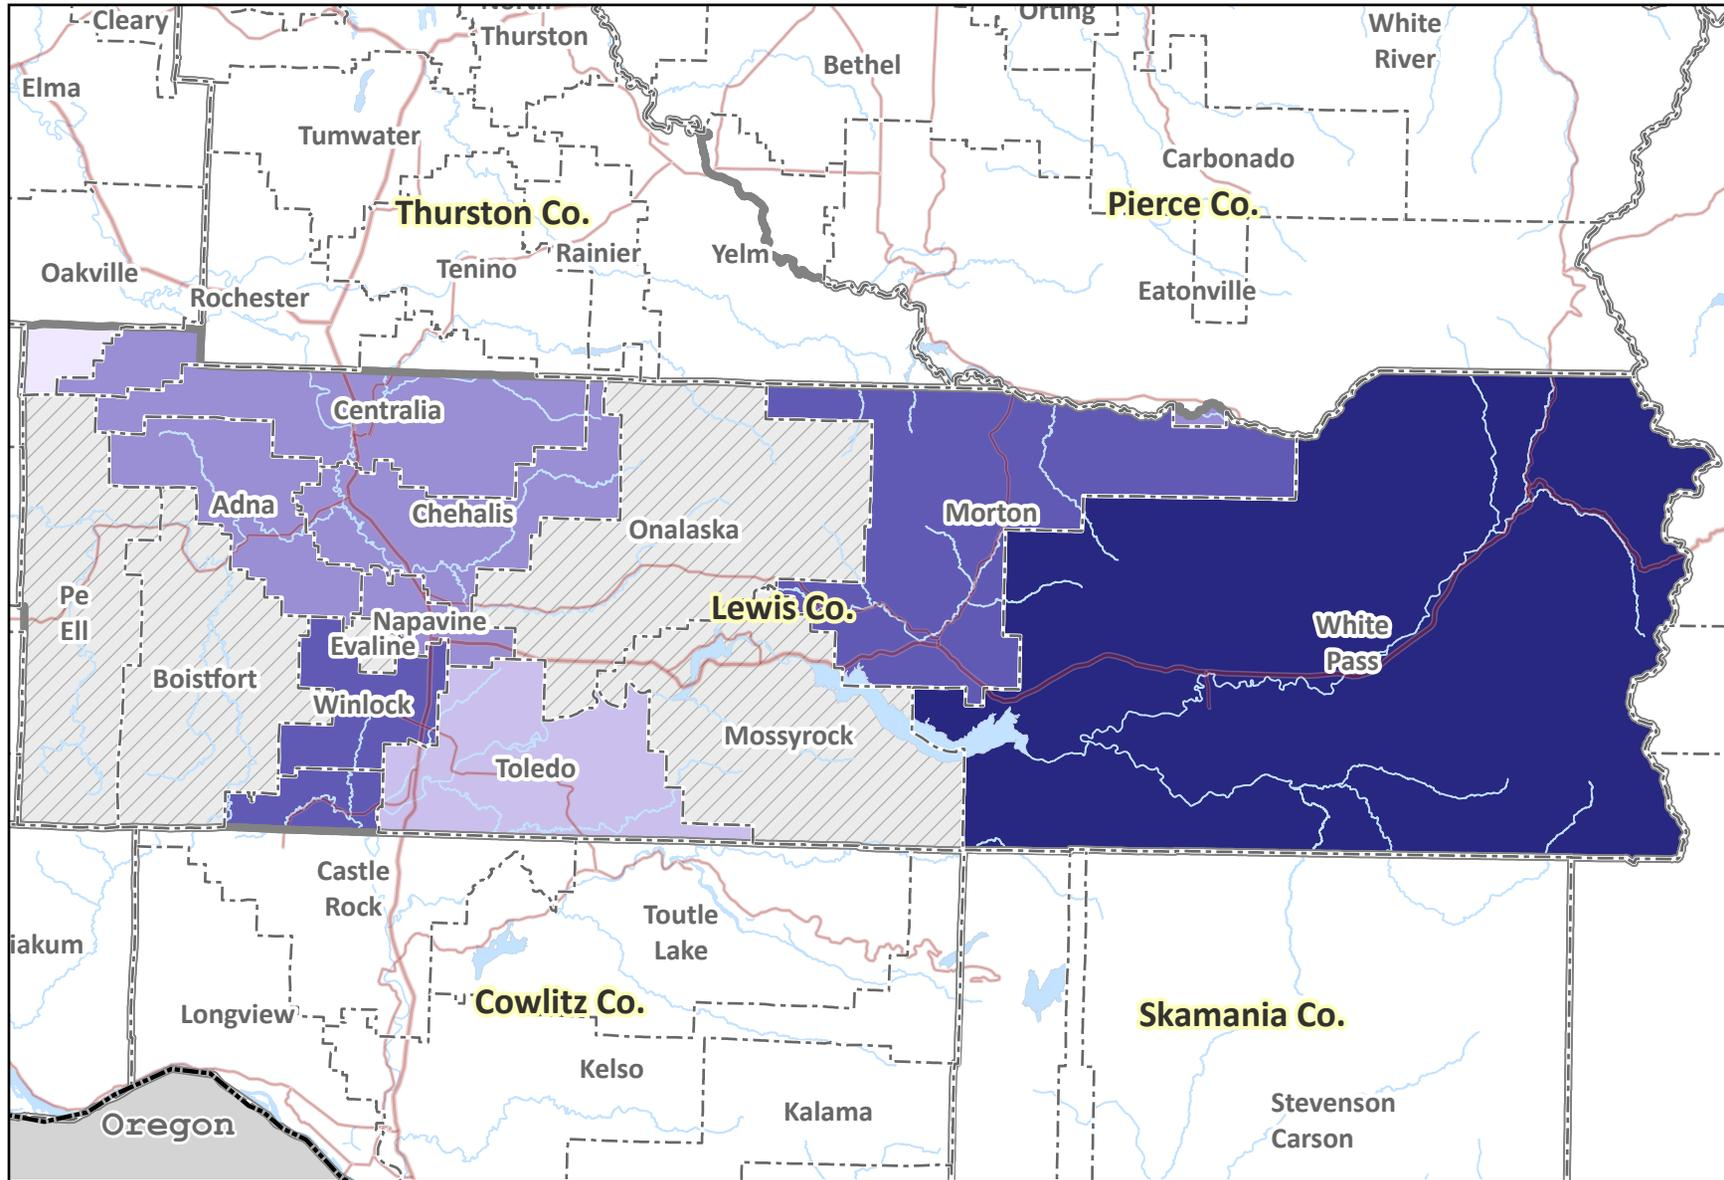 Cleary
North
Thurston
Orting
White
River
Bethel
Elma
Tumwater
Carbonado
Thurston Co.
Pierce Co.
Yelm
Rainier
Tenino
Oakville
Rochester
Eatonville
Centralia
Adna
Chehalis
Onalaska
Morton
Pe
Ell
Lewis Co.
Napavine
Evaline
White
Pass
Boistfort
Winlock
Mossyrock
Toledo
Castle
Rock
Toutle
Lake
iakum
Longview
Cowlitz Co.
Skamania Co.
Kelso
Kalama
Stevenson
Carson
Oregon